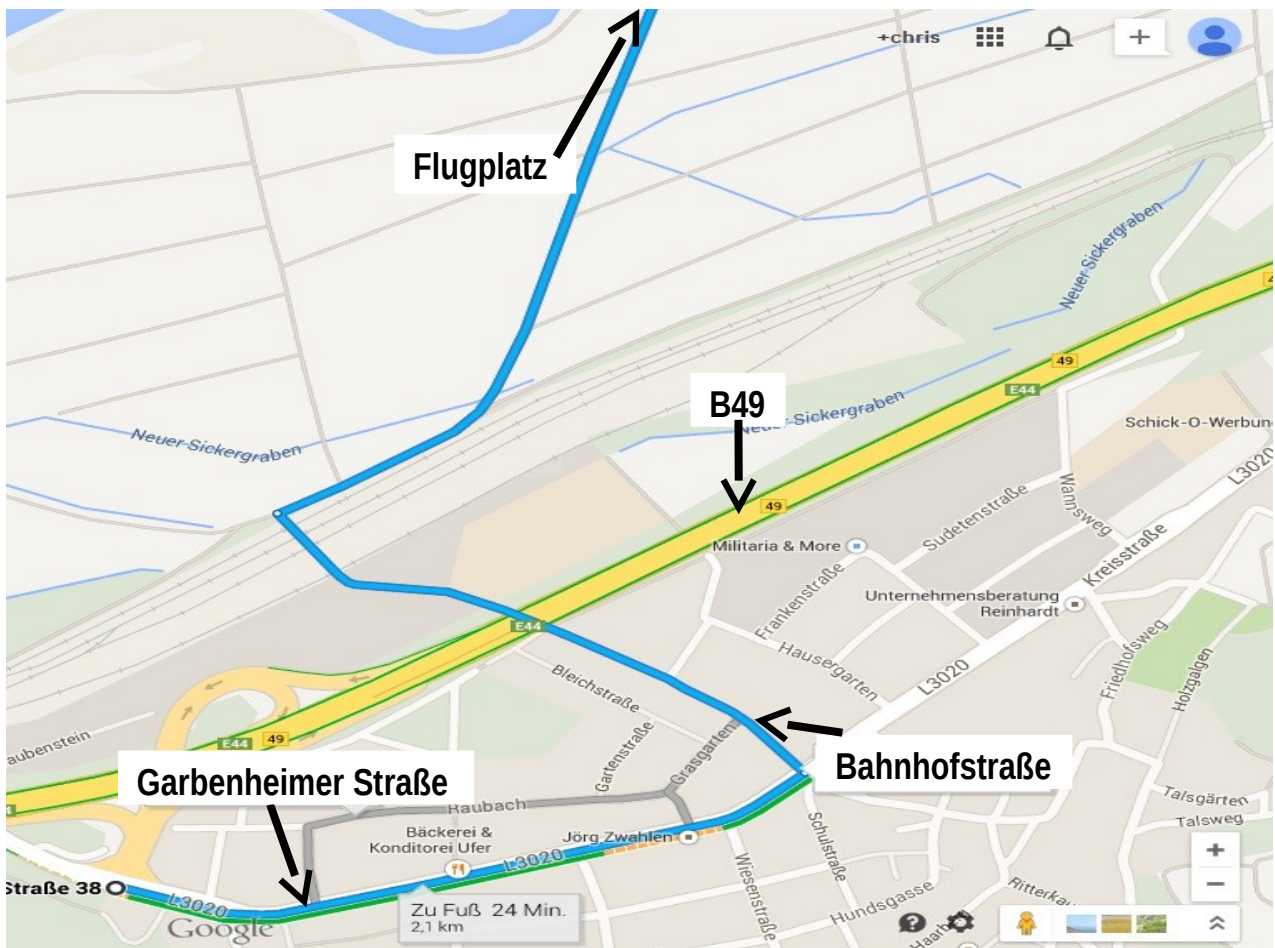 +chris
Flugplatz
Neuer Sickergraben
49
E44
B49
Neuer Sickergraben
Schick-O-Werbun
Neuer Sickergraben
L3020
Wannsweg
49
Sudetenstraße
Militaria & More
Kreisstraße
Frankenstraße
Unternehmensberatung
Reinhardt
E44
Hausergarten
Friedhofsweg
Holzgalgen
L3020
Bleichstraße
aubenstein
E44
49
Gartenstraße
Grasgarten
Bahnhofstraße
Garbenheimer Straße
Raubach
Talsgärten
Talsweg
Bäckerei &
Konditorei Ufer
Jörg Zwahlen
Schulstraße
L3020
Wiesenstraße
Straße 38
L3020
Zu Fuß 24 Min.
2,1 km
Hundsgasse
Google